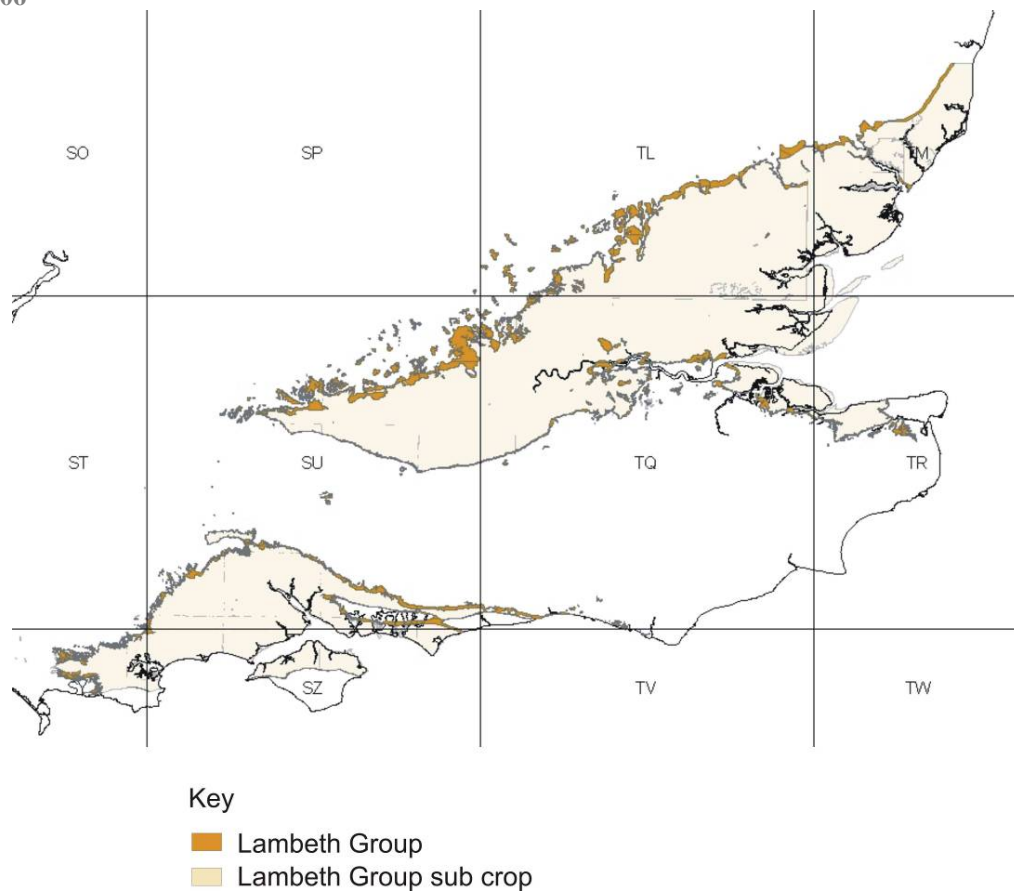 SO
SP
TL
TM
ST
SU
TQ
TR
SY
SZ
TV
TW
Key
Lambeth Group
Lambeth Group sub crop